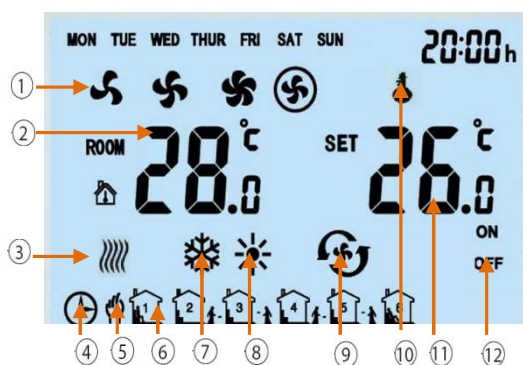 MON TUE WED THUR FRI SAT SUN 20:00h
①
②
ROOM 28.0 °C SET 26.0 °C
ON
③ OFF
1 2 3 4 5 6
④ ⑤ ⑥ ⑦ ⑧ ⑨ ⑩ ⑪ ⑫